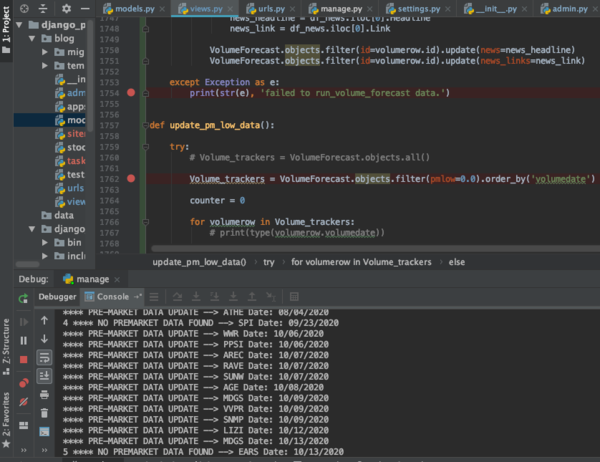 models.py
views.py
urls.py
manage.py
settings.py
__init__.py
admin.py
1: Project
django_p
blog
mig
tem
__in
adm
apps
mod
siter
stoc
task
test
urls
view
data
django
bin
inclu
1748 news_link = df_news.iloc[0].Link
1749
1750 VolumeForecast.objects.filter(id=volumerow.id).update(news=news_headline)
1751 VolumeForecast.objects.filter(id=volumerow.id).update(news_links=news_link)
1752
1753 except Exception as e:
1754 print(str(e), 'failed to run_volume_forecast data.')
1755
1756
1757 def update_pm_low_data():
1758
1759 try:
1760 # Volume_trackers = VolumeForecast.objects.all()
1761
1762 Volume_trackers = VolumeForecast.objects.filter(pmlow=0.0).order_by('volumedate')
1763
1764 counter = 0
1765
1766 for volumerow in Volume_trackers:
1767 # print(type(volumerow.volumedate))
1768
update_pm_low_data() › try › for volumerow in Volume_trackers › else
Debug: manage
Debugger Console
**** PRE-MARKET DATA UPDATE —> ATHE Date: 08/04/2020
4 **** NO PREMARKET DATA FOUND —> SPI Date: 09/23/2020
**** PRE-MARKET DATA UPDATE —> WWR Date: 10/06/2020
**** PRE-MARKET DATA UPDATE —> PPSI Date: 10/06/2020
**** PRE-MARKET DATA UPDATE —> AREC Date: 10/07/2020
**** PRE-MARKET DATA UPDATE —> RAVE Date: 10/07/2020
**** PRE-MARKET DATA UPDATE —> SUNW Date: 10/07/2020
**** PRE-MARKET DATA UPDATE —> AGE Date: 10/08/2020
**** PRE-MARKET DATA UPDATE —> MDGS Date: 10/09/2020
**** PRE-MARKET DATA UPDATE —> VVPR Date: 10/09/2020
**** PRE-MARKET DATA UPDATE —> SNMP Date: 10/09/2020
**** PRE-MARKET DATA UPDATE —> LIZI Date: 10/12/2020
**** PRE-MARKET DATA UPDATE —> MDGS Date: 10/13/2020
5 **** NO PREMARKET DATA FOUND —> EARS Date: 10/13/2020
Z: Structure
2: Favorites